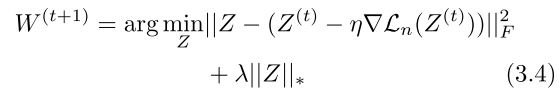 W^{(t+1)} = \arg\min_{Z} ||Z - (Z^{(t)} - \eta\nabla\mathcal{L}_n(Z^{(t)}))||_F^2
+ \lambda||Z||_* (3.4)